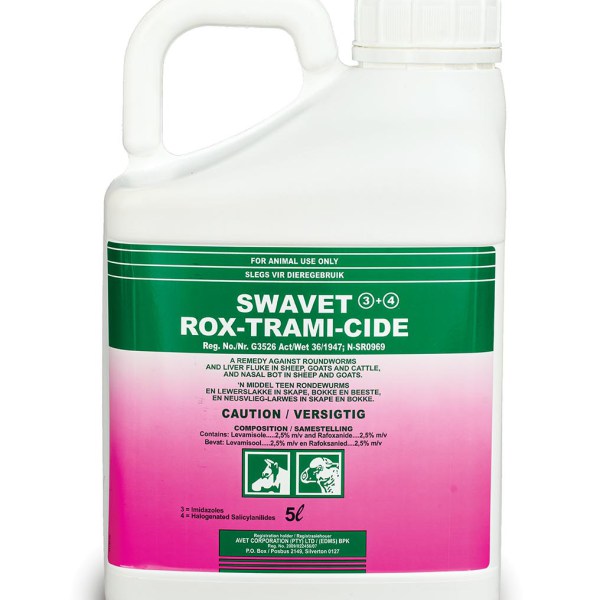 FOR ANIMAL USE ONLY
SLEGS VIR DIEREGEBRUIK
SWAVET 3+4
ROX-TRAMI-CIDE
Reg. No./Nr. G3526 Act/Wet 36/1947; N-SR0969
A REMEDY AGAINST ROUNDWORMS
AND LIVER FLUKE IN SHEEP, GOATS AND CATTLE,
AND NASAL BOT IN SHEEP AND GOATS.
'N MIDDEL TEEN RONDEWURMS
EN LEWERSLAKKE IN SKAPE, BOKKE EN BEESTE,
EN NEUSVLIEG-LARWES IN SKAPE EN BOKKE.
CAUTION / VERSIGTIG
COMPOSITION / SAMESTELLING
Contains: Levamisole....2,5% m/v and Rafoxanide....2,5% m/v
Bevat: Levamisool....2,5% m/v en Rafoksanied....2,5% m/v
3 = Imidazoles
4 = Halogenated Salicylanilides
5ℓ
Registration holder / Registrasiehouer
AVET CORPORATION (PTY) LTD / (EDMS) BPK
P.O. Box / Posbus 2149, Silverton 0127